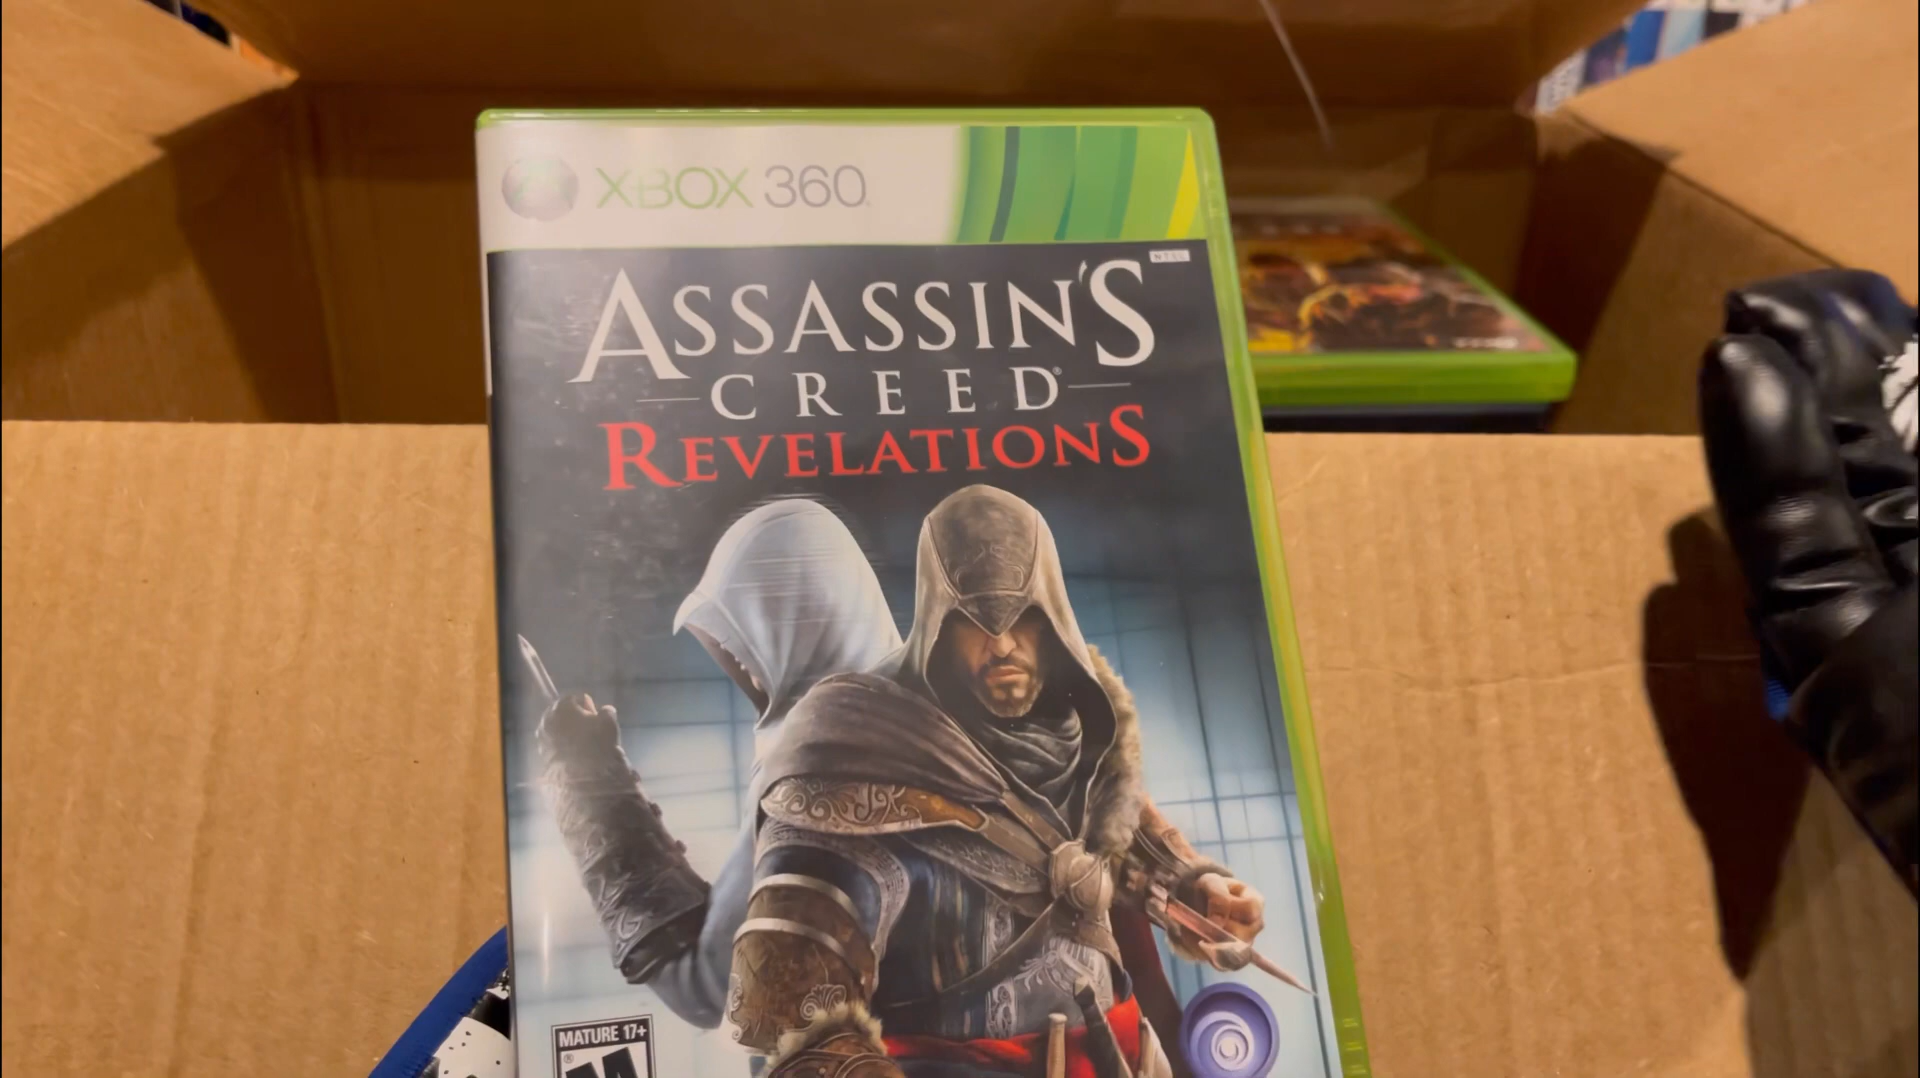 XBOX 360
NTSC
ASSASSIN'S
CREED®
REVELATIONS
MATURE 17+
®
M